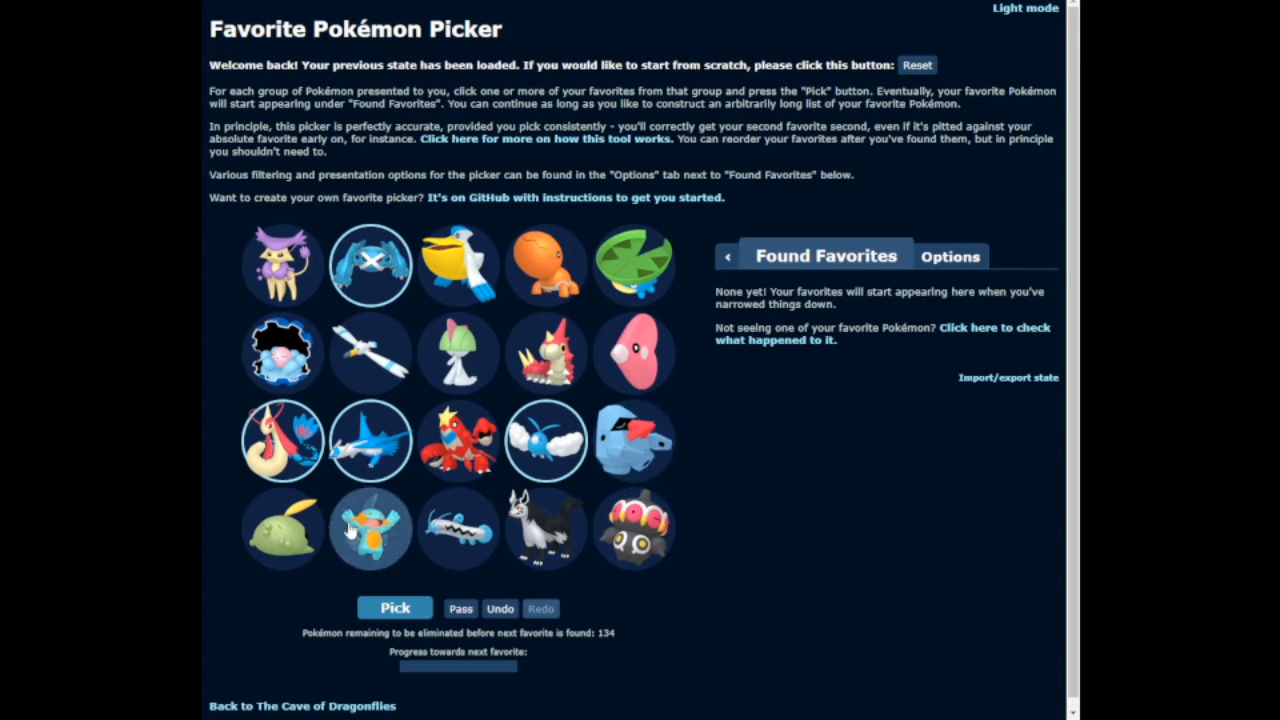 Light mode
Favorite Pokémon Picker
Welcome back! Your previous state has been loaded. If you would like to start from scratch, please click this button: Reset
For each group of Pokémon presented to you, click one or more of your favorites from that group and press the "Pick" button. Eventually, your favorite Pokémon
will start appearing under "Found Favorites". You can continue as long as you like to construct an arbitrarily long list of your favorite Pokémon.
In principle, this picker is perfectly accurate, provided you pick consistently - you'll correctly get your second favorite second, even if it's pitted against your
absolute favorite early on, for instance. Click here for more on how this tool works. You can reorder your favorites after you've found them, but in principle
you shouldn't need to.
Various filtering and presentation options for the picker can be found in the "Options" tab next to "Found Favorites" below.
Want to create your own favorite picker? It's on GitHub with instructions to get you started.
‹ Found Favorites Options
None yet! Your favorites will start appearing here when you've
narrowed things down.
Not seeing one of your favorite Pokémon? Click here to check
what happened to it.
Import/export state
Pick Pass Undo Redo
Pokémon remaining to be eliminated before next favorite is found: 134
Progress towards next favorite:
Back to The Cave of Dragonflies